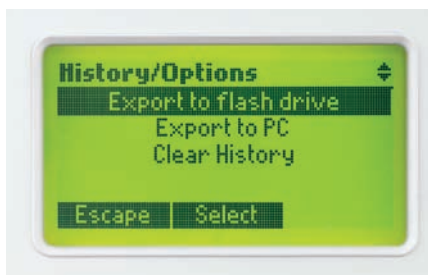 History/Options
Export to flash drive
Export to PC
Clear History
Escape Select